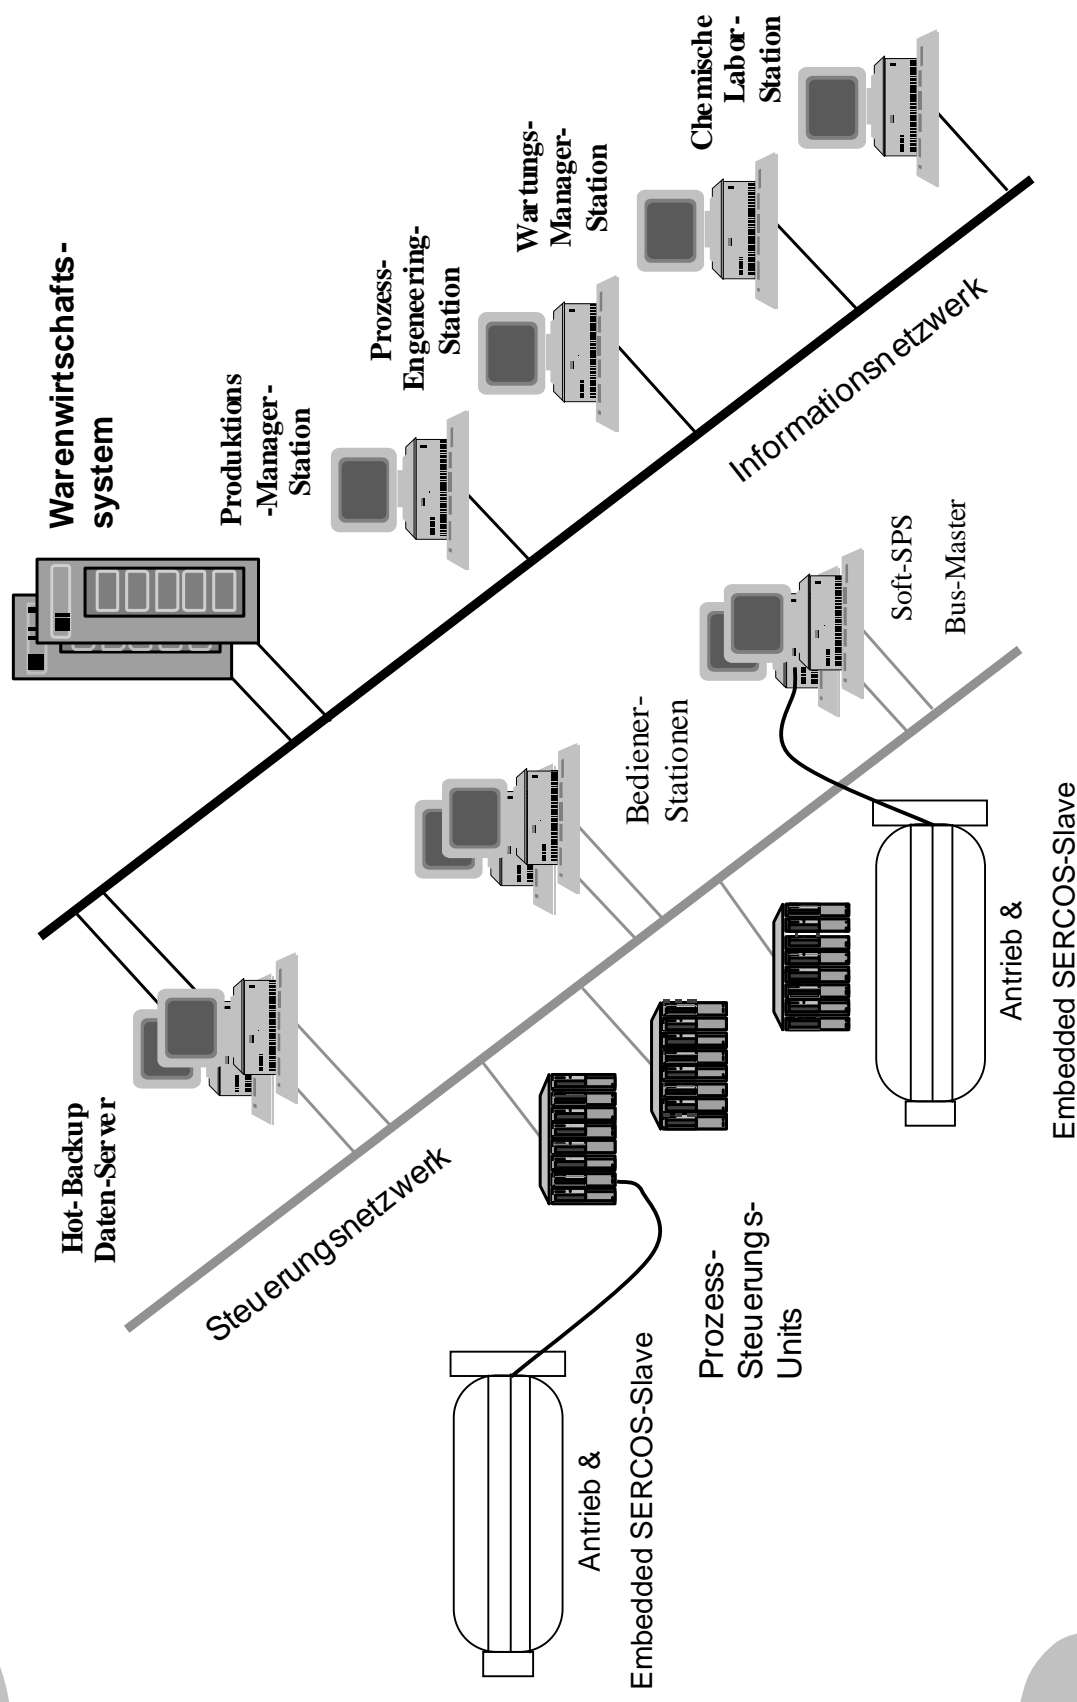 Warenwirtschafts-
system
Produktions
-Manager-
Station
Prozess-
Engeneering-
Station
Wartungs-
Manager-
Station
Chemische
Labor-
Station
Informationsnetzwerk
Hot-Backup
Daten-Server
Steuerungsnetzwerk
Bediener-
Stationen
Soft-SPS
Bus-Master
Prozess-
Steuerungs-
Units
Antrieb &
Embedded SERCOS-Slave
Antrieb &
Embedded SERCOS-Slave